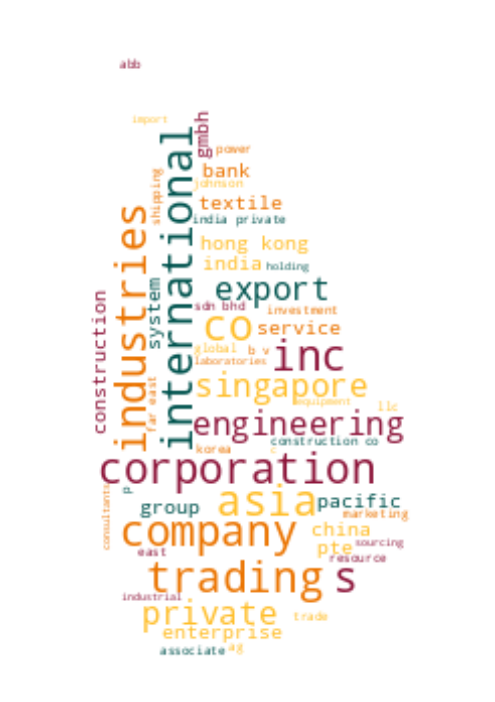 abb
import
gmbh
power
bank
johnson
shipping
textile
india private
industries
international
hong kong
india
holding
system
export
construction
sdn bhd
investment
co
service
global
b v
laboratories
inc
far east
singapore
equipment
llc
engineering
construction co
korea
c
corporation
consultants
p
asia
pacific
group
marketing
company
china
pte
sourcing
east
resource
trading
s
industrial
private
trade
enterprise
associate
ag